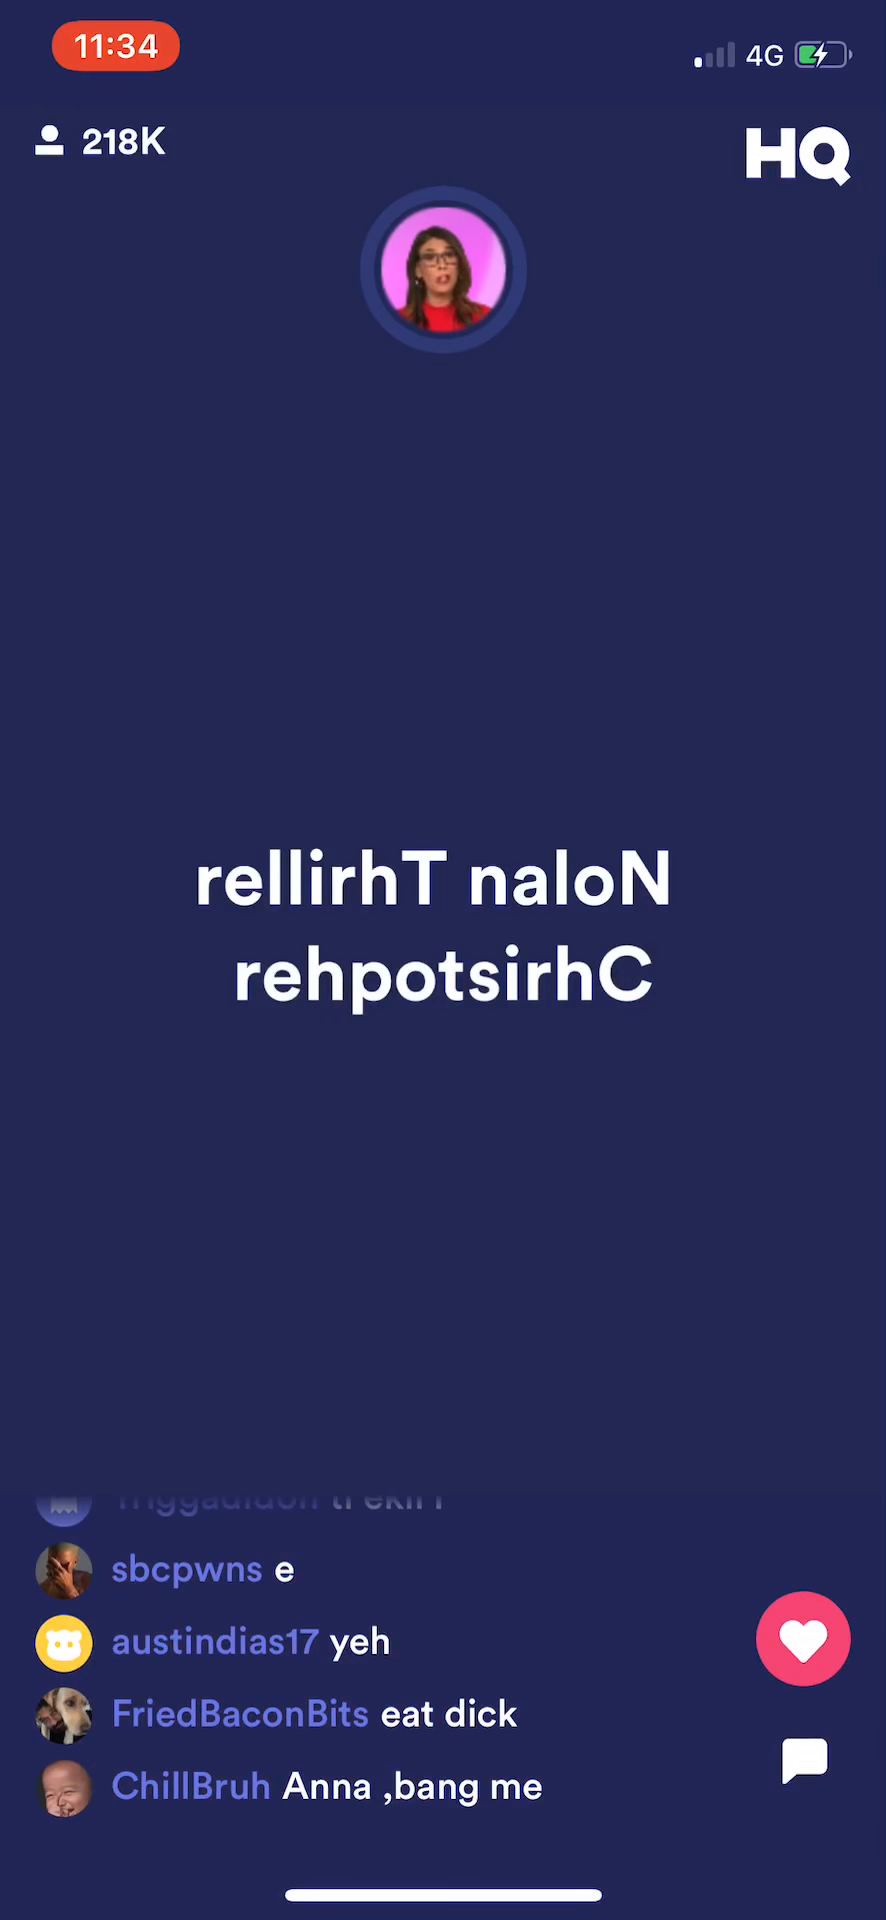 11:34
4G
218K
HQ
rellirhT naloN
rehpotsirhC
sbcpwns e
austindias17 yeh
FriedBaconBits eat dick
ChillBruh Anna ,bang me